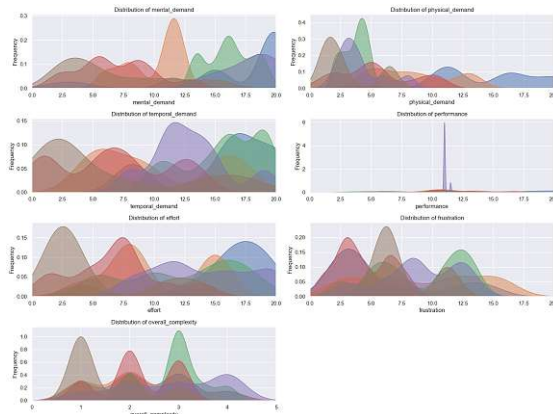 Distribution of mental_demand
Frequency
0.3
0.2
0.1
0.0
0.0 2.5 5.0 7.5 10.0 12.5 15.0 17.5 20.0
mental_demand
Distribution of physical_demand
Frequency
0.4
0.3
0.2
0.1
0.0
0.0 2.5 5.0 7.5 10.0 12.5 15.0 17.5 20.0
physical_demand
Distribution of temporal_demand
Frequency
0.15
0.10
0.05
0.00
0.0 2.5 5.0 7.5 10.0 12.5 15.0 17.5 20.0
temporal_demand
Distribution of performance
Frequency
6
4
2
0
0.0 2.5 5.0 7.5 10.0 12.5 15.0 17.5 20.0
performance
Distribution of effort
Frequency
0.15
0.10
0.05
0.00
0.0 2.5 5.0 7.5 10.0 12.5 15.0 17.5 20.0
effort
Distribution of frustration
Frequency
0.20
0.15
0.10
0.05
0.00
0.0 2.5 5.0 7.5 10.0 12.5 15.0 17.5 20.0
frustration
Distribution of overall_complexity
Frequency
1.0
0.8
0.6
0.4
0.2
0.0
1 2 3 4 5